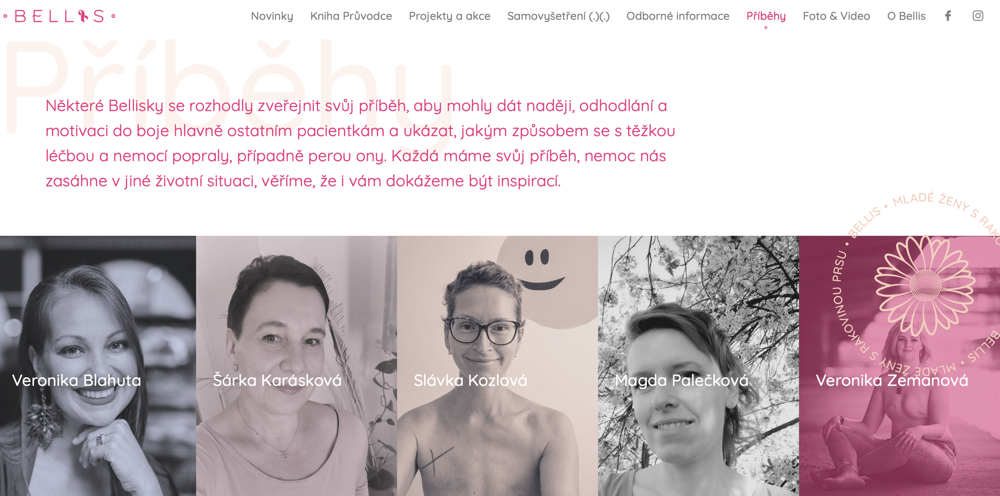 BELLIS
Novinky
Kniha Průvodce
Projekty a akce
Samovyšetření (.)(.)
Odborné informace
Příběhy
Foto & Video
O Bellis
Příběhy
Některé Bellisky se rozhodly zveřejnit svůj příběh, aby mohly dát naději, odhodlání a
motivaci do boje hlavně ostatním pacientkám a ukázat, jakým způsobem se s těžkou
léčbou a nemocí popraly, případně perou ony. Každá máme svůj příběh, nemoc nás
zasáhne v jiné životní situaci, věříme, že i vám dokážeme být inspirací.
BELLIS • MLADÉ ŽENY S
BELLIS • MLADÉ ŽENY S RAKOVINOU PRSU •
Veronika Blahuta
Šárka Karásková
Slávka Kozlová
Magda Palečková
Veronika Zemanová